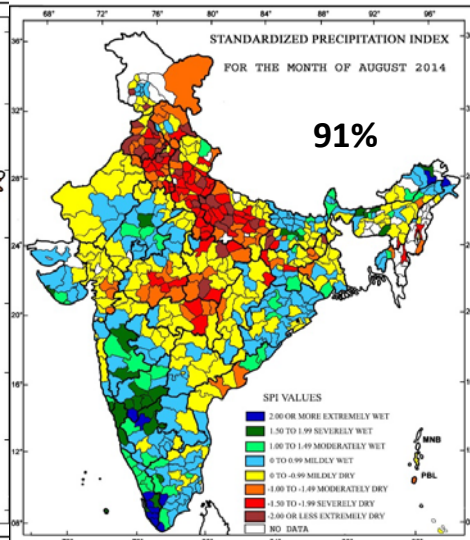 68° 72° 76° 80° 84° 88° 92° 96°
36°
STANDARDIZED PRECIPITATION INDEX
FOR THE MONTH OF AUGUST 2014
32°
91%
28°
24°
20°
16°
12°
08°
SPI VALUES
2.00 OR MORE EXTREMELY WET
1.50 TO 1.99 SEVERELY WET
1.00 TO 1.49 MODERATELY WET
0 TO 0.99 MILDLY WET
0 TO -0.99 MILDLY DRY
-1.00 TO -1.49 MODERATELY DRY
-1.50 TO -1.99 SEVERELY DRY
-2.00 OR LESS EXTREMELY DRY
NO DATA
MNB
PBL